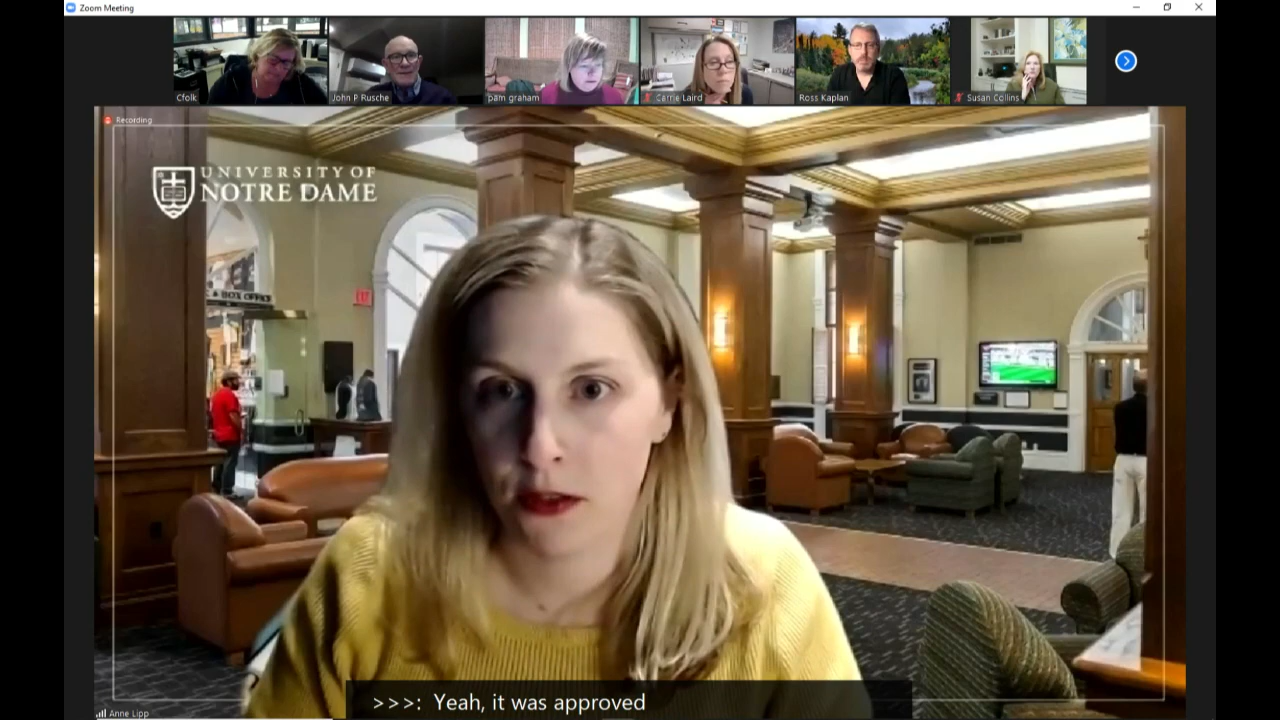 Zoom Meeting
Cfolk
John P Rusche
pam graham
Carrie Laird
Ross Kaplan
Susan Collins
Recording
UNIVERSITY OF
NOTRE DAME
& BOX OFFICE
>>>: Yeah, it was approved
Anne Lipp